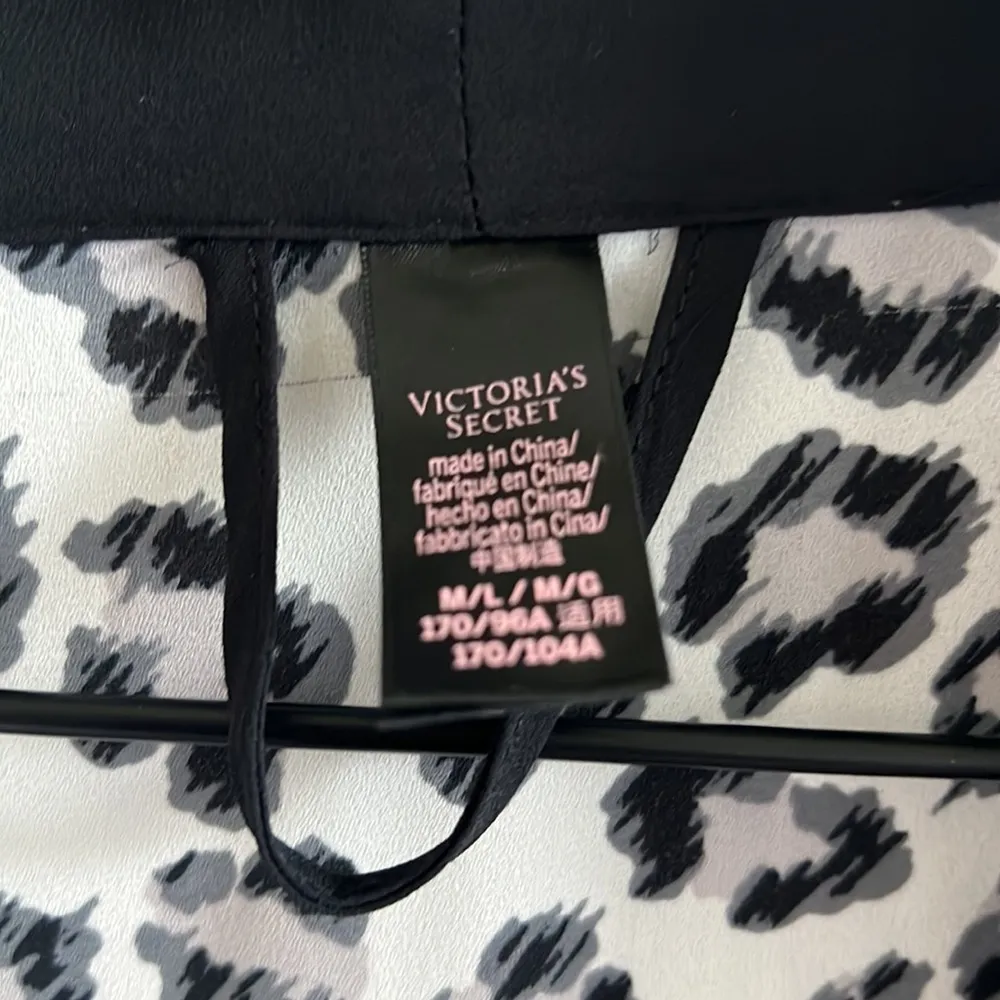 VICTORIA'S
SECRET
made in China/
fabriqué en Chine/
hecho en China/
fabbricato in Cina/
中国制造
M/L / M/G
170/96A 适用
170/104A